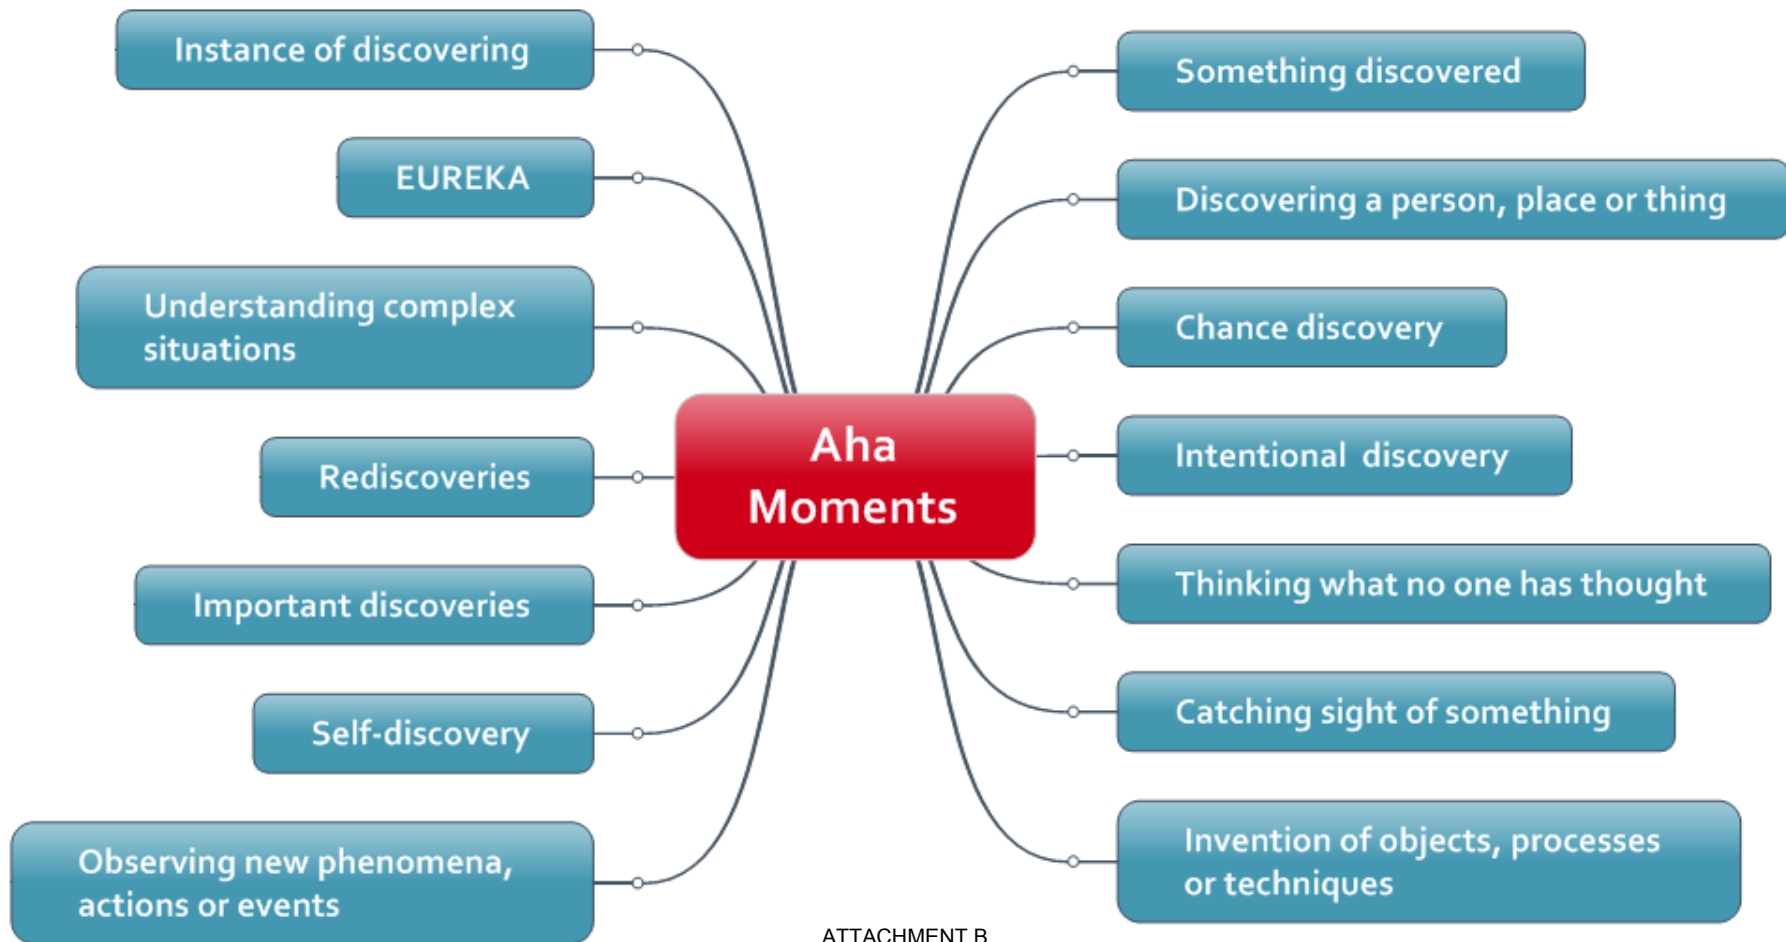 Instance of discovering
EUREKA
Understanding complex
situations
Rediscoveries
Important discoveries
Self-discovery
Observing new phenomena,
actions or events
Aha
Moments
Something discovered
Discovering a person, place or thing
Chance discovery
Intentional discovery
Thinking what no one has thought
Catching sight of something
Invention of objects, processes
or techniques
ATTACHMENT B